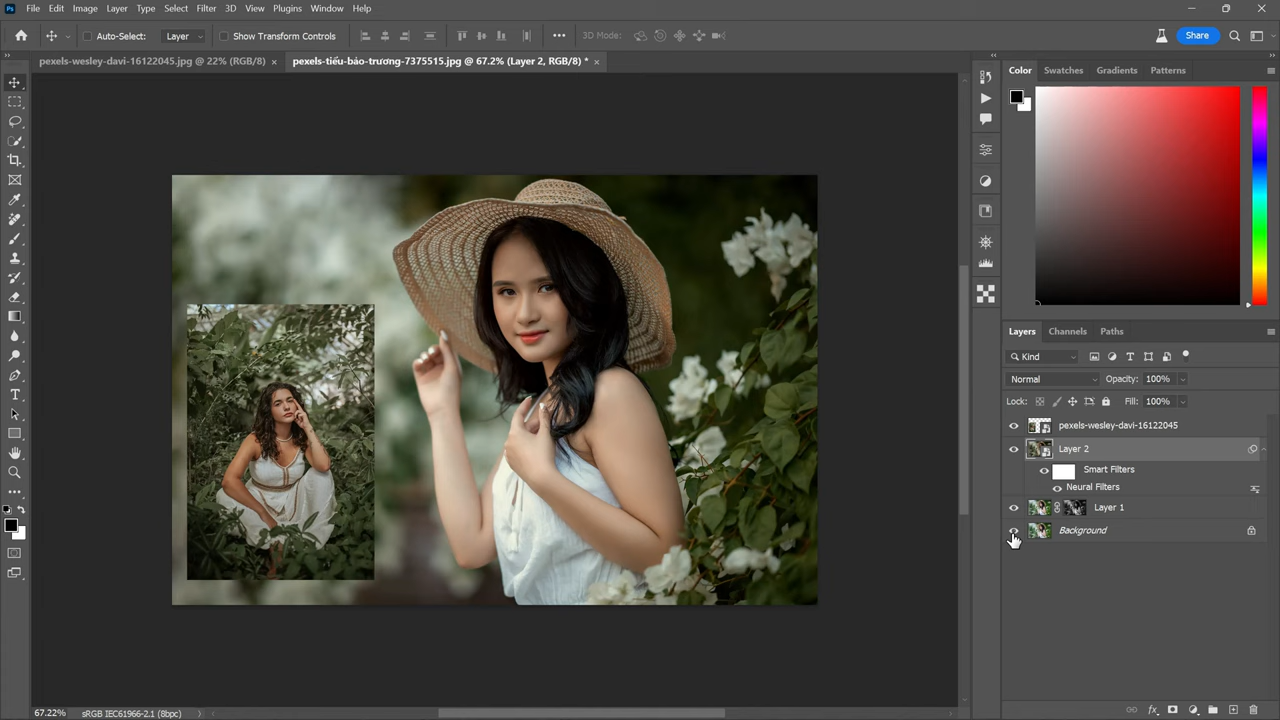 Ps File Edit Image Layer Type Select Filter 3D View Plugins Window Help
Auto-Select: Layer Show Transform Controls 3D Mode: Share
pexels-wesley-davi-16122045.jpg @ 22% (RGB/8) × pexels-tiểu-bảo-trương-7375515.jpg @ 67.2% (Layer 2, RGB/8) * ×
Color Swatches Gradients Patterns
Layers Channels Paths
Kind
Normal Opacity: 100%
Lock: Fill: 100%
pexels-wesley-davi-16122045
Layer 2
Smart Filters
Neural Filters
Layer 1
Background
67.22% sRGB IEC61966-2.1 (8bpc)